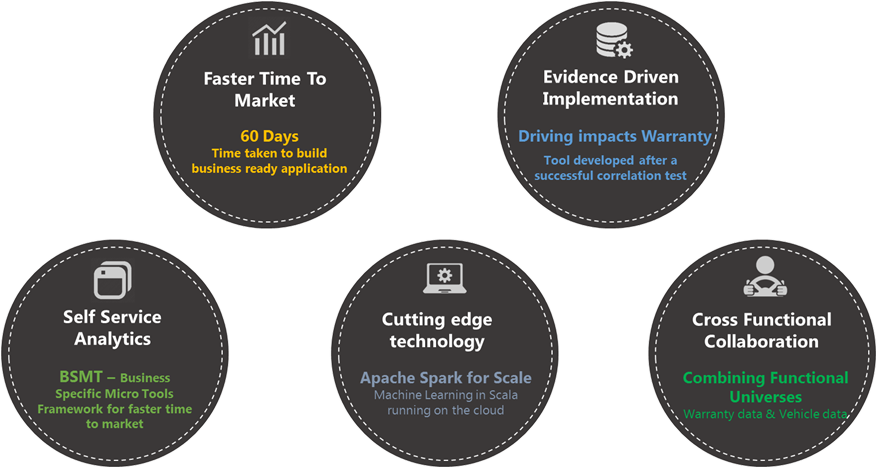 Faster Time To
Market
60 Days
Time taken to build
business ready application
Evidence Driven
Implementation
Driving impacts Warranty
Tool developed after a
successful correlation test
Self Service
Analytics
BSMT – Business
Specific Micro Tools
Framework for faster time
to market
Cutting edge
technology
Apache Spark for Scale
Machine Learning in Scala
running on the cloud
Cross Functional
Collaboration
Combining Functional
Universes
Warranty data & Vehicle data